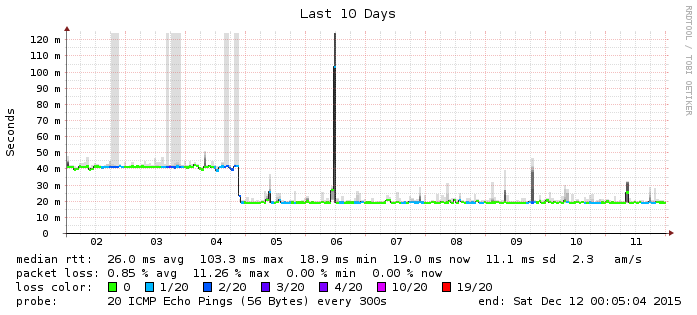 Last 10 Days
RRDTOOL / TOBI OETIKER
Seconds
120 m
110 m
100 m
90 m
80 m
70 m
60 m
50 m
40 m
30 m
20 m
10 m
0
02 03 04 05 06 07 08 09 10 11
median rtt: 26.0 ms avg 103.3 ms max 18.9 ms min 19.0 ms now 11.1 ms sd 2.3 am/s
packet loss: 0.85 % avg 11.26 % max 0.00 % min 0.00 % now
loss color: 0 1/20 2/20 3/20 4/20 10/20 19/20
probe: 20 ICMP Echo Pings (56 Bytes) every 300s end: Sat Dec 12 00:05:04 2015